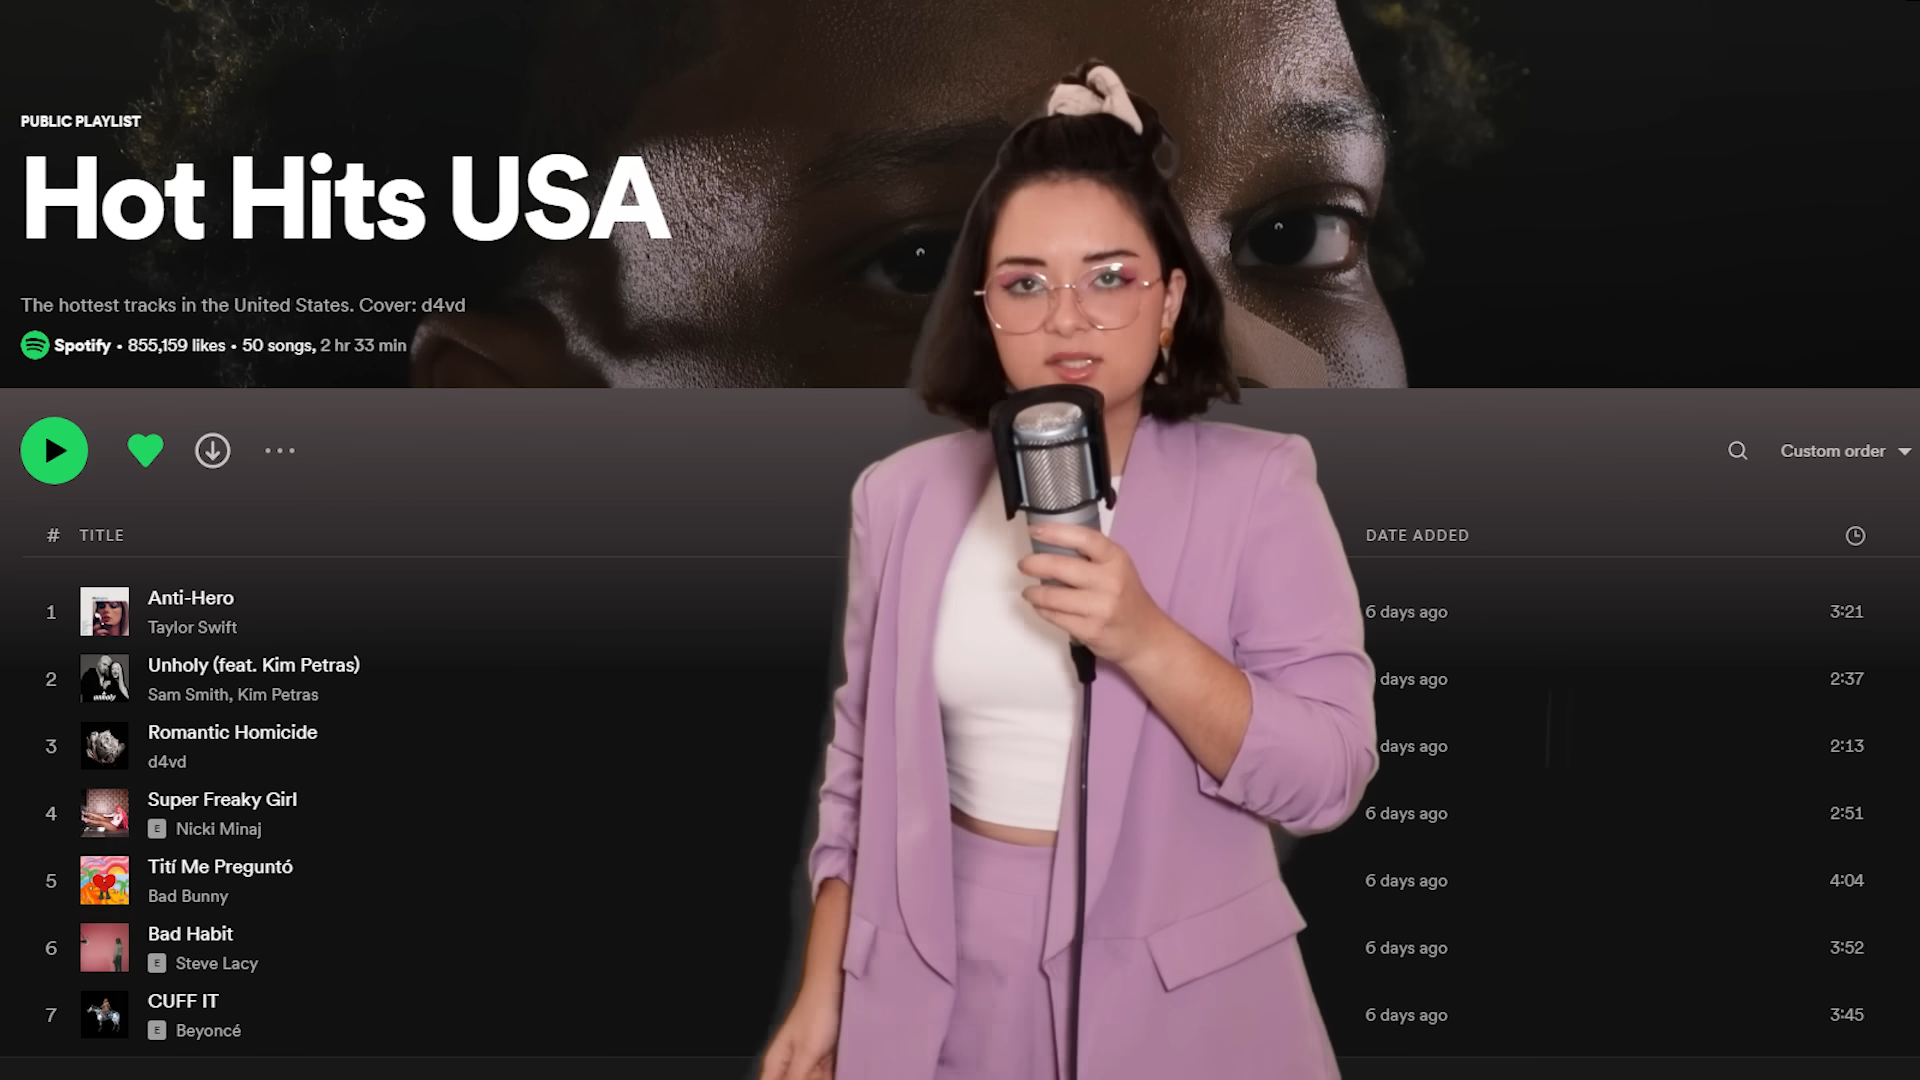 PUBLIC PLAYLIST
Hot Hits USA
The hottest tracks in the United States. Cover: d4vd
Spotify • 855,159 likes • 50 songs, 2 hr 33 min
Custom order
# TITLE DATE ADDED
1 Anti-Hero 6 days ago 3:21
Taylor Swift
2 Unholy (feat. Kim Petras) days ago 2:37
Sam Smith, Kim Petras
unholy
3 Romantic Homicide days ago 2:13
d4vd
4 Super Freaky Girl 6 days ago 2:51
E Nicki Minaj
5 Tití Me Preguntó 6 days ago 4:04
Bad Bunny
6 Bad Habit 6 days ago 3:52
E Steve Lacy
7 CUFF IT 6 days ago 3:45
E Beyoncé